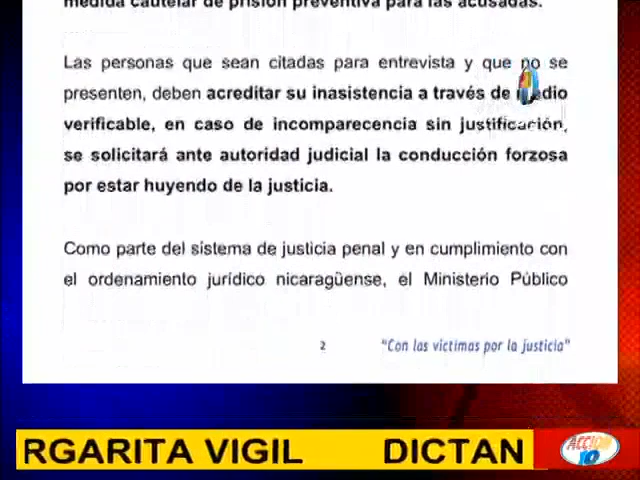 medida cautelar de prisión preventiva para las acusadas.
Las personas que sean citadas para entrevista y que no se
presenten, deben acreditar su inasistencia a través de medio
verificable, en caso de incomparecencia sin justificación,
se solicitará ante autoridad judicial la conducción forzosa
por estar huyendo de la justicia.
Como parte del sistema de justicia penal y en cumplimiento con
el ordenamiento jurídico nicaragüense, el Ministerio Público
2 "Con las víctimas por la justicia"
RGARITA VIGIL DICTAN
ACCION
10